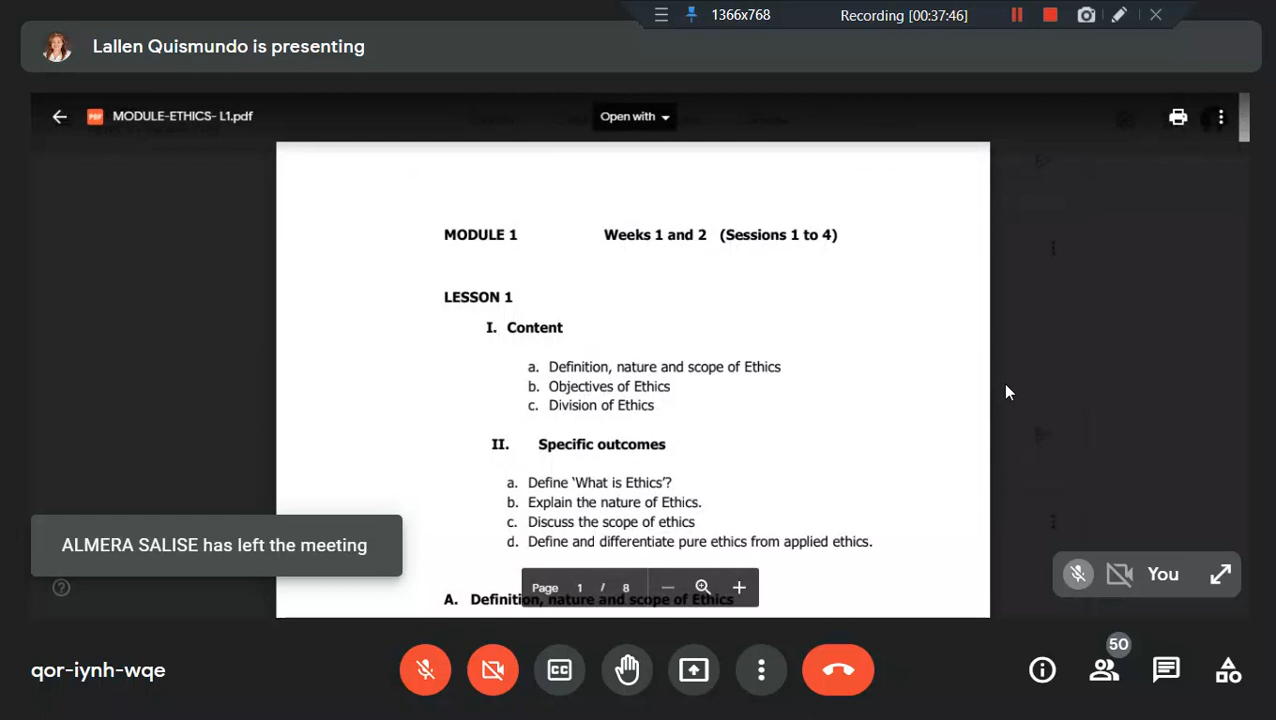 1366x768
Recording [00:37:46]
Lallen Quismundo is presenting
PDF
MODULE-ETHICS- L1.pdf
Open with
MODULE 1 Weeks 1 and 2 (Sessions 1 to 4)
LESSON 1
I. Content
a. Definition, nature and scope of Ethics
b. Objectives of Ethics
c. Division of Ethics
II. Specific outcomes
a. Define ‘What is Ethics’?
b. Explain the nature of Ethics.
c. Discuss the scope of ethics
d. Define and differentiate pure ethics from applied ethics.
ALMERA SALISE has left the meeting
You
Page 1 / 8
A. Definition, nature and scope of Ethics
50
qor-iynh-wqe
CC